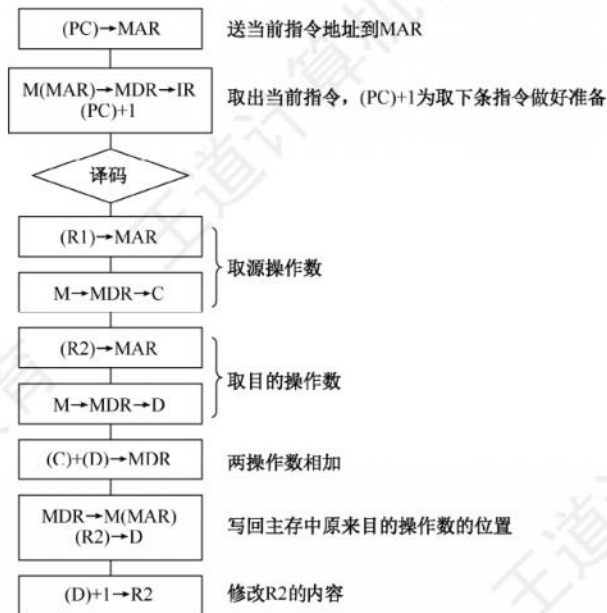 (PC)→MAR
送当前指令地址到MAR
M(MAR)→MDR→IR
(PC)+1
取出当前指令，(PC)+1为取下条指令做好准备
译码
(R1)→MAR
M→MDR→C
取源操作数
(R2)→MAR
M→MDR→D
取目的操作数
(C)+(D)→MDR
两操作数相加
MDR→M(MAR)
(R2)→D
写回主存中原来目的操作数的位置
(D)+1→R2
修改R2的内容